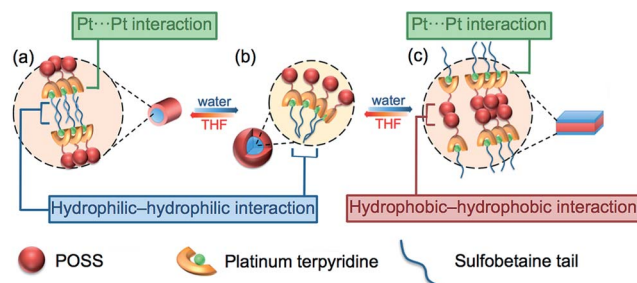 Pt···Pt interaction
Pt···Pt interaction
(a)
(b)
(c)
water
THF
water
THF
Hydrophilic–hydrophilic interaction
Hydrophobic–hydrophobic interaction
POSS
Platinum terpyridine
Sulfobetaine tail